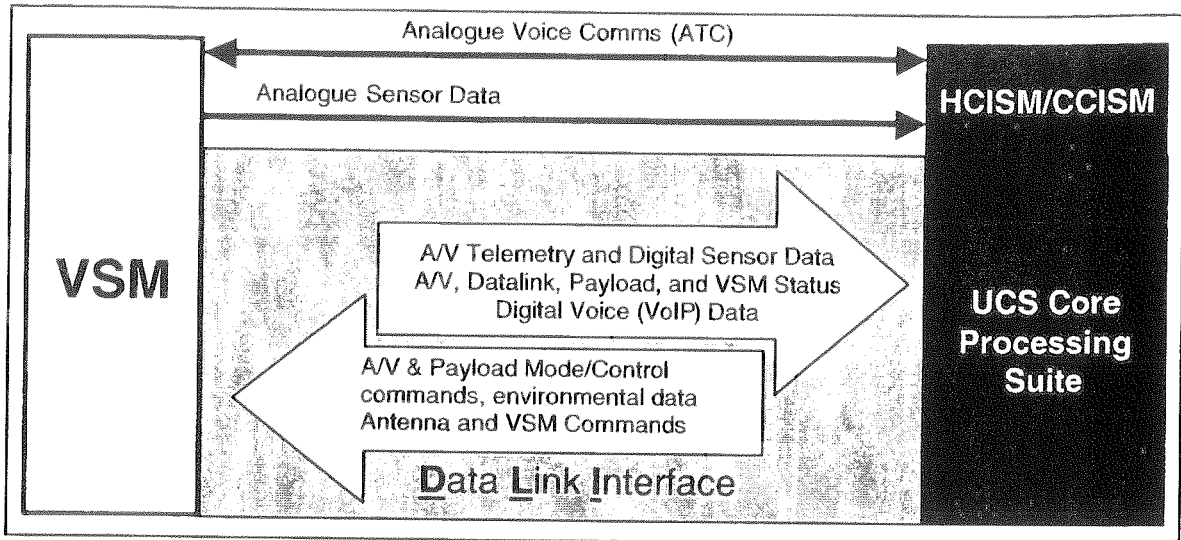 Analogue Voice Comms (ATC)
Analogue Sensor Data
HCISM/CCISM
VSM
A/V Telemetry and Digital Sensor Data
A/V, Datalink, Payload, and VSM Status
Digital Voice (VoIP) Data
UCS Core
Processing
Suite
A/V & Payload Mode/Control
commands, environmental data
Antenna and VSM Commands
Data Link Interface